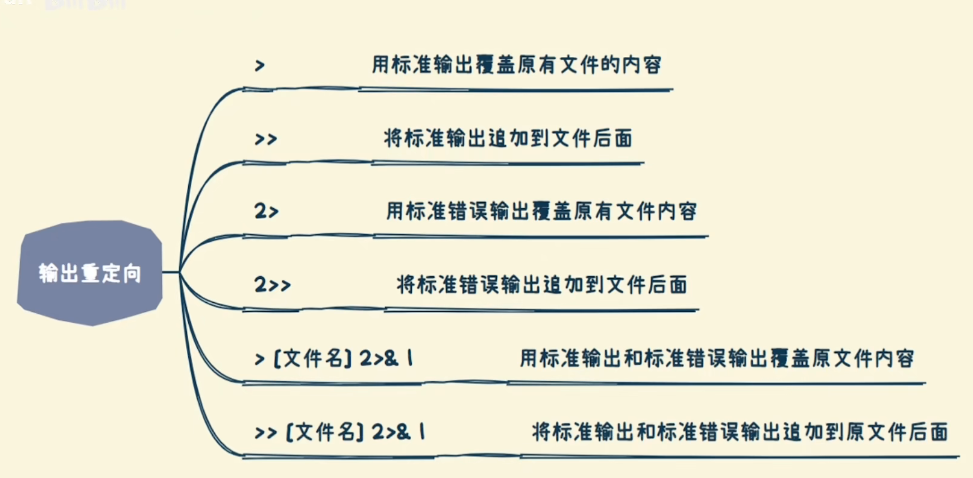 > 用标准输出覆盖原有文件的内容
>> 将标准输出追加到文件后面
2> 用标准错误输出覆盖原有文件内容
2>> 将标准错误输出追加到文件后面
输出重定向
> [文件名] 2>& 1 用标准输出和标准错误输出覆盖原文件内容
>> [文件名] 2>& 1 将标准输出和标准错误输出追加到原文件后面